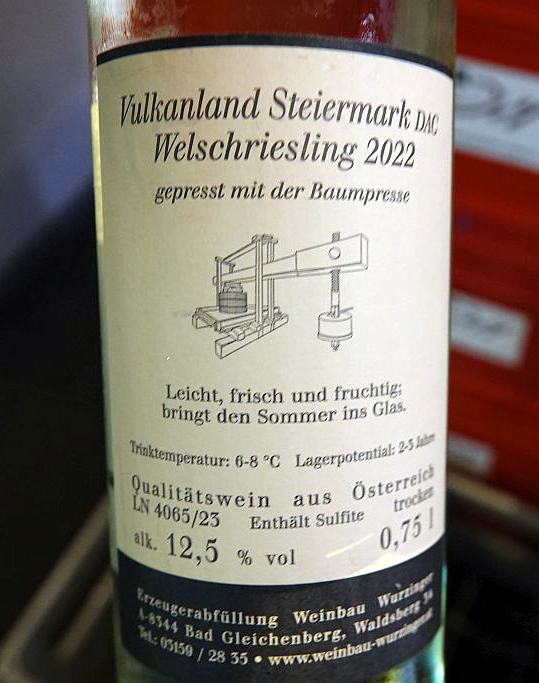 Vulkanland Steiermark DAC
Welschriesling 2022
gepresst mit der Baumpresse
Leicht, frisch und fruchtig;
bringt den Sommer ins Glas.
Trinktemperatur: 6-8 °C Lagerpotential: 2-3 Jahre
Qualitätswein aus Österreich
LN 4065/23 Enthält Sulfite trocken
alk. 12,5 % vol 0,75 l
Erzeugerabfüllung Weinbau Wurzinger
A-8344 Bad Gleichenberg, Waldsberg 34
Tel.: 03159 / 28 35 • www.weinbau-wurzinger.at